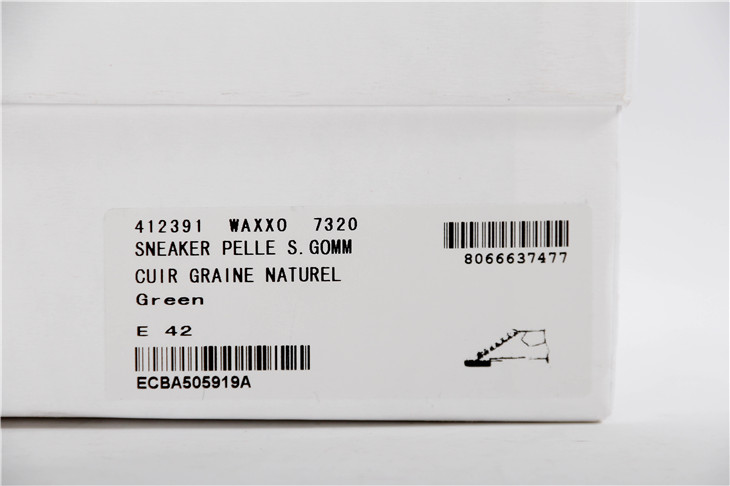 412391 WAXXO 7320
SNEAKER PELLE S.GOMM
CUIR GRAINE NATUREL
Green
E 42
ECBA505919A
8066637477